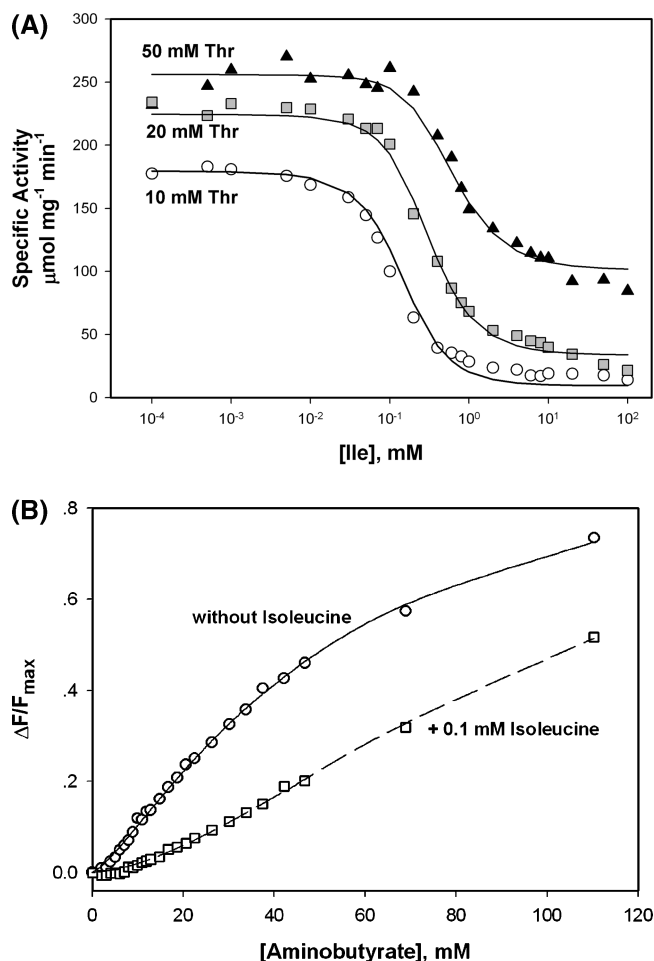 (A)
300
250
200
150
100
50
0
50 mM Thr
20 mM Thr
10 mM Thr
Specific Activity
μmol mg⁻¹ min⁻¹
10⁻⁴ 10⁻³ 10⁻² 10⁻¹ 10⁰ 10¹ 10²
[Ile], mM
(B)
.8
.6
.4
.2
0.0
without Isoleucine
+ 0.1 mM Isoleucine
ΔF/Fmax
0 20 40 60 80 100 120
[Aminobutyrate], mM